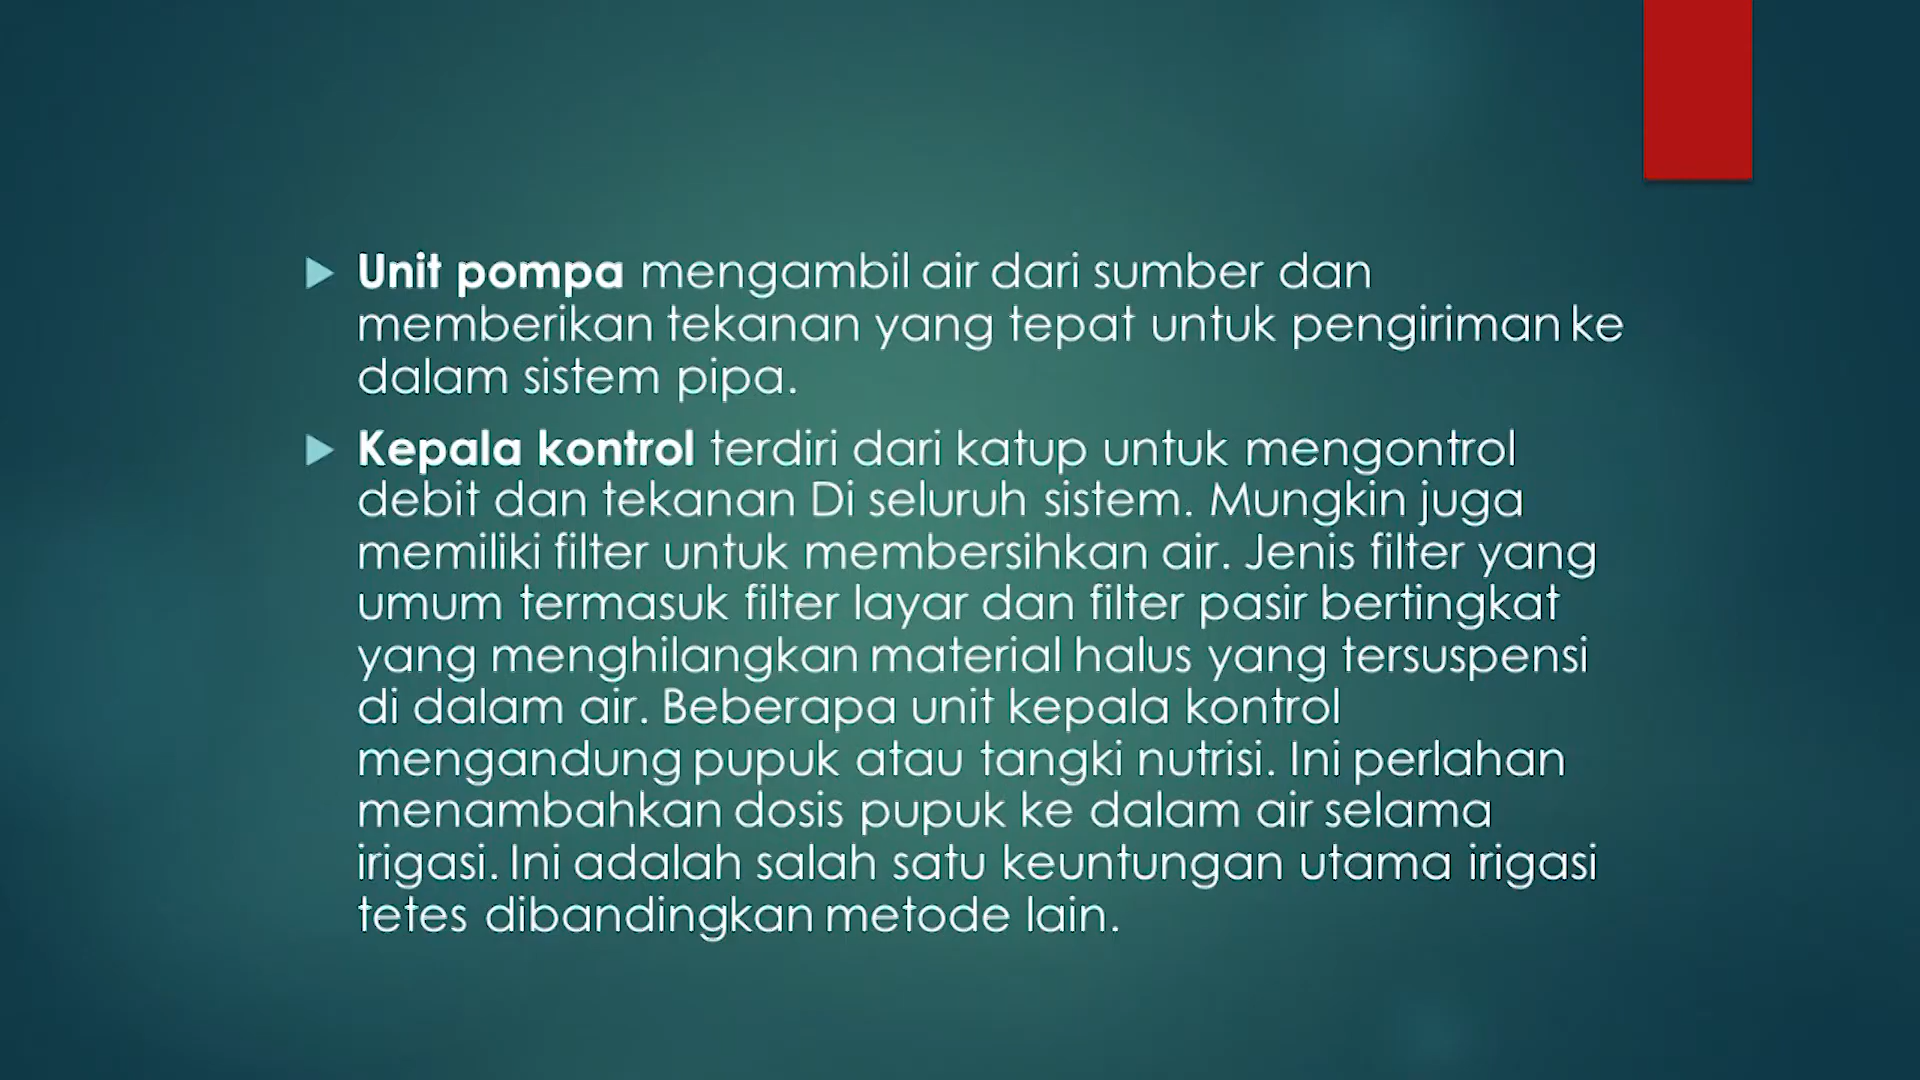 Unit pompa mengambil air dari sumber dan
memberikan tekanan yang tepat untuk pengiriman ke
dalam sistem pipa.
Kepala kontrol terdiri dari katup untuk mengontrol
debit dan tekanan Di seluruh sistem. Mungkin juga
memiliki filter untuk membersihkan air. Jenis filter yang
umum termasuk filter layar dan filter pasir bertingkat
yang menghilangkan material halus yang tersuspensi
di dalam air. Beberapa unit kepala kontrol
mengandung pupuk atau tangki nutrisi. Ini perlahan
menambahkan dosis pupuk ke dalam air selama
irigasi. Ini adalah salah satu keuntungan utama irigasi
tetes dibandingkan metode lain.